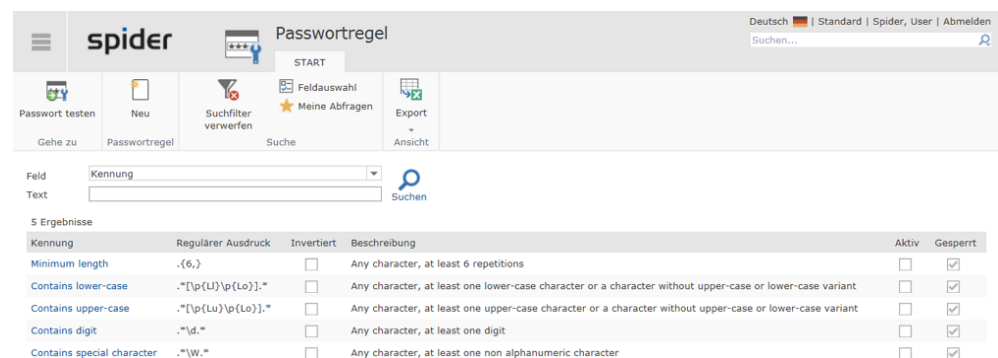 Deutsch | Standard | Spider, User | Abmelden
spider
Passwortregel
Suchen...
START
Passwort testen
Neu
Suchfilter verwerfen
Feldauswahl
Meine Abfragen
Export
Gehe zu
Passwortregel
Suche
Ansicht
Feld Kennung
Text
Suchen
5 Ergebnisse
Kennung Regulärer Ausdruck Invertiert Beschreibung Aktiv Gesperrt
Minimum length .{6,} Any character, at least 6 repetitions
Contains lower-case .*[\p{Ll}\p{Lo}].* Any character, at least one lower-case character or a character without upper-case or lower-case variant
Contains upper-case .*[\p{Lu}\p{Lo}].* Any character, at least one upper-case character or a character without upper-case or lower-case variant
Contains digit .*\d.* Any character, at least one digit
Contains special character .*\W.* Any character, at least one non alphanumeric character